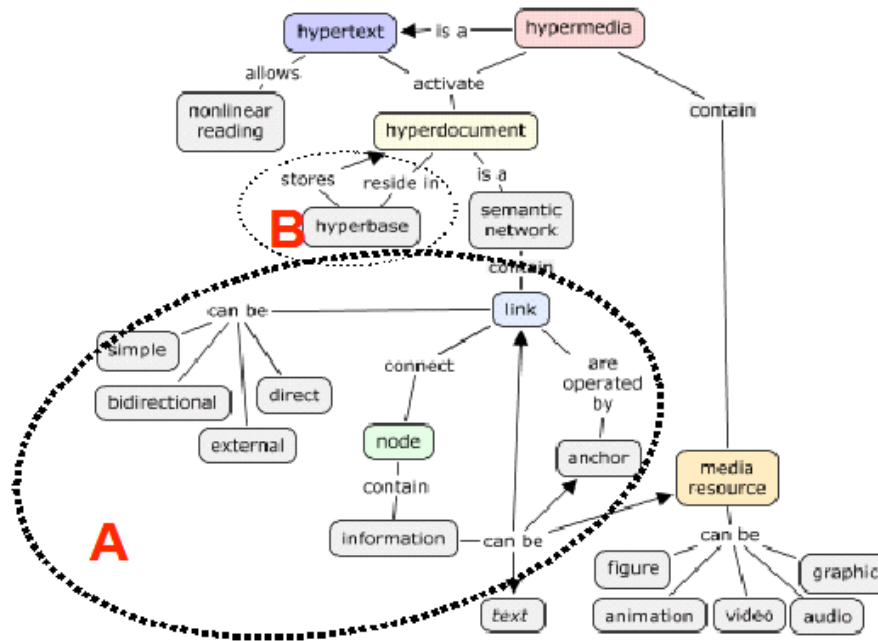 hypertext
is a
hypermedia
allows
activate
nonlinear
reading
contain
hyperdocument
stores
reside in
is a
B
hyperbase
semantic
network
contain
can be
link
simple
connect
are
operated
by
bidirectional
direct
external
node
anchor
media
resource
contain
A
information
can be
can be
figure
graphic
text
animation
video
audio